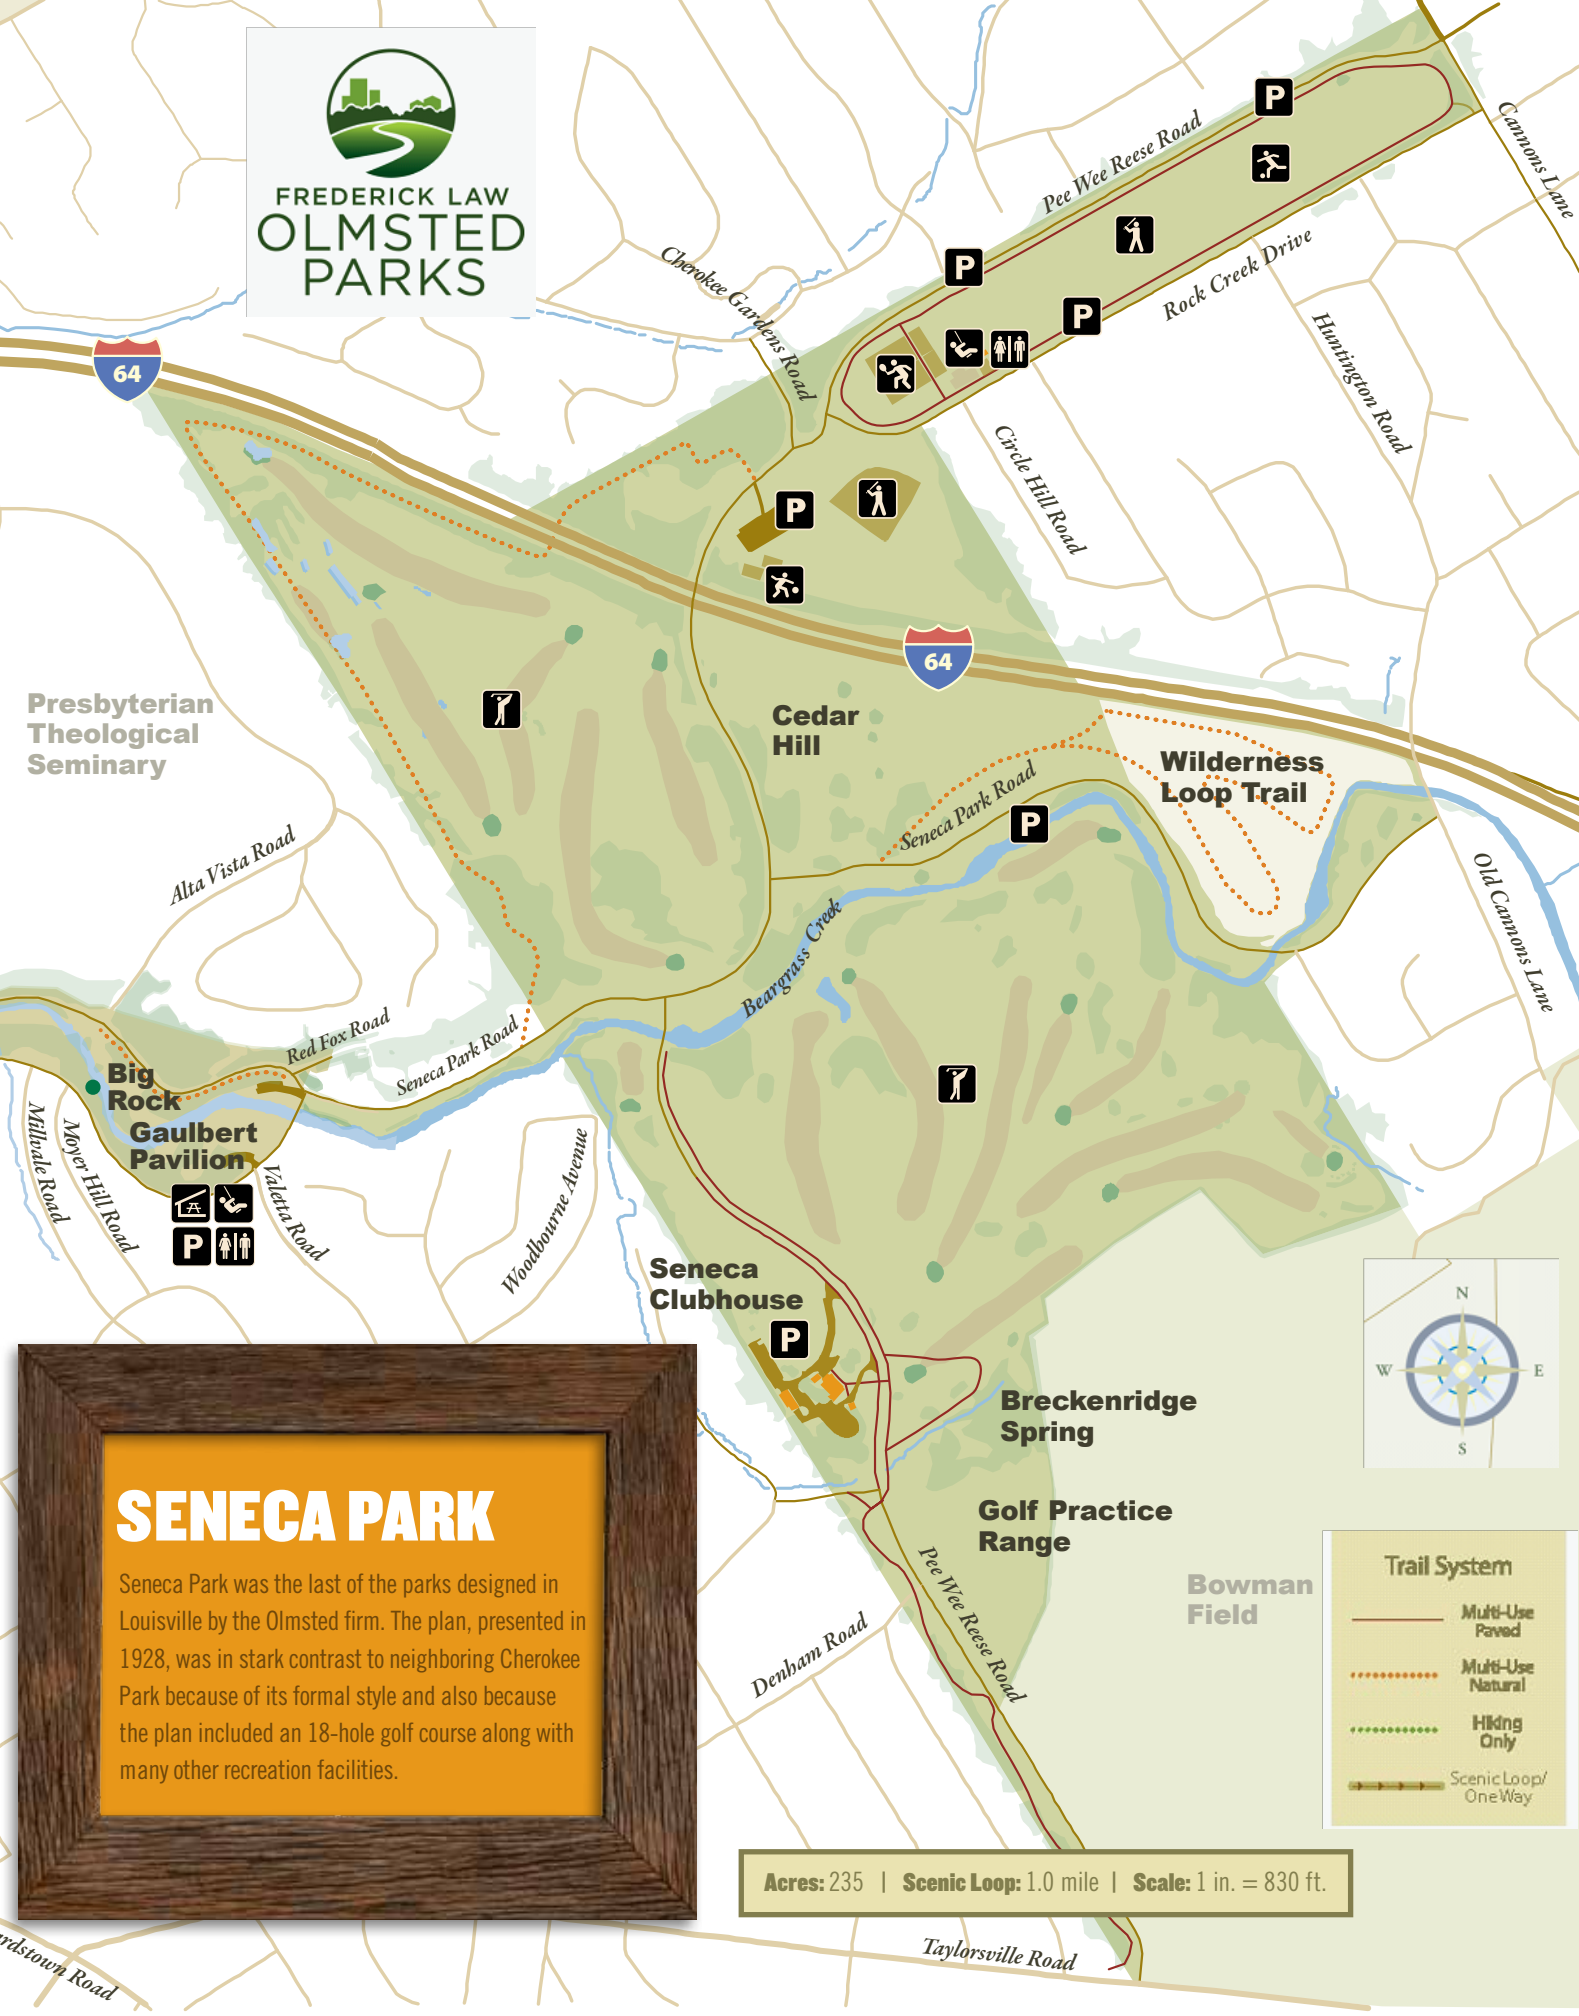 FREDERICK LAW
OLMSTED
PARKS
P
Pee Wee Reese Road
Cannons Lane
P
Cherokee Gardens Road
Rock Creek Drive
P
64
Huntington Road
Circle Hill Road
P
64
Presbyterian
Theological
Seminary
Cedar
Hill
Wilderness
Loop Trail
Seneca Park Road
P
Alta Vista Road
Old Cannons Lane
Beargrass Creek
Red Fox Road
Seneca Park Road
Big
Rock
Gaulbert
Pavilion
Millvale Road
Moyer Hill Road
Valetta Road
P
Woodbourne Avenue
Seneca
Clubhouse
P
N
W
E
S
Breckenridge
Spring
Golf Practice
Range
Pee Wee Reese Road
Bowman
Field
Denham Road
SENECA PARK
Seneca Park was the last of the parks designed in
Louisville by the Olmsted firm. The plan, presented in
1928, was in stark contrast to neighboring Cherokee
Park because of its formal style and also because
the plan included an 18-hole golf course along with
many other recreation facilities.
Trail System
Multi-Use
Paved
Multi-Use
Natural
Hiking
Only
Scenic Loop/
One Way
Acres: 235 | Scenic Loop: 1.0 mile | Scale: 1 in. = 830 ft.
Taylorsville Road
rdstown Road